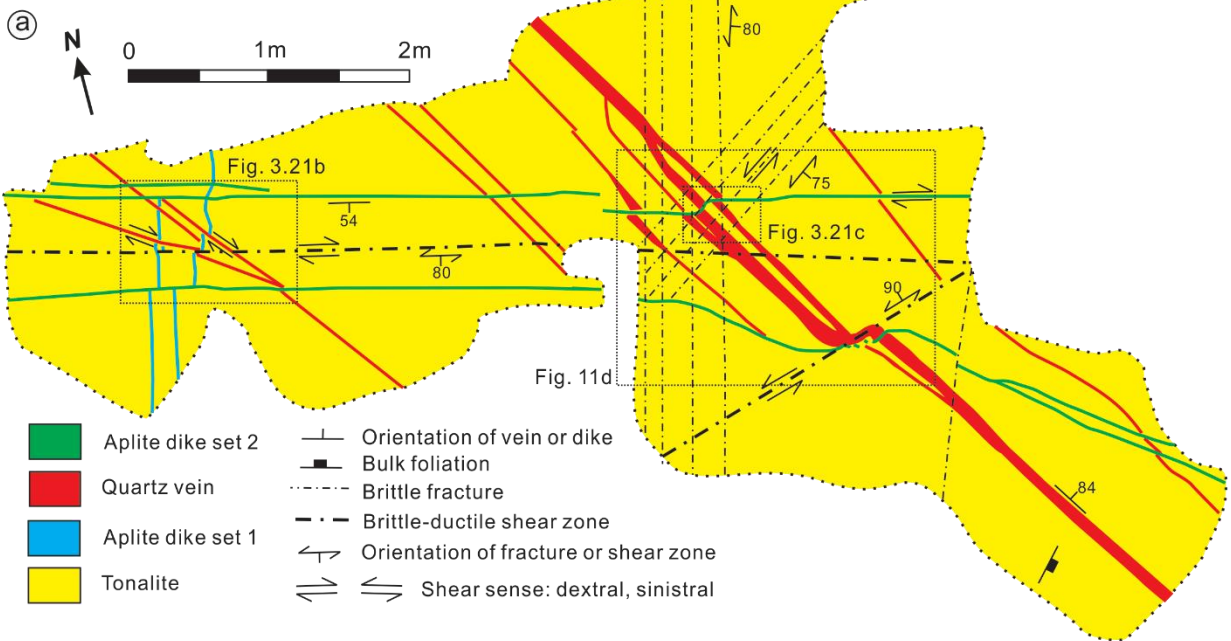 a
N
0 1m 2m
80
Fig. 3.21b
75
54
Fig. 3.21c
80
90
Fig. 11d
84
Aplite dike set 2
Quartz vein
Aplite dike set 1
Tonalite
Orientation of vein or dike
Bulk foliation
Brittle fracture
Brittle-ductile shear zone
Orientation of fracture or shear zone
Shear sense: dextral, sinistral